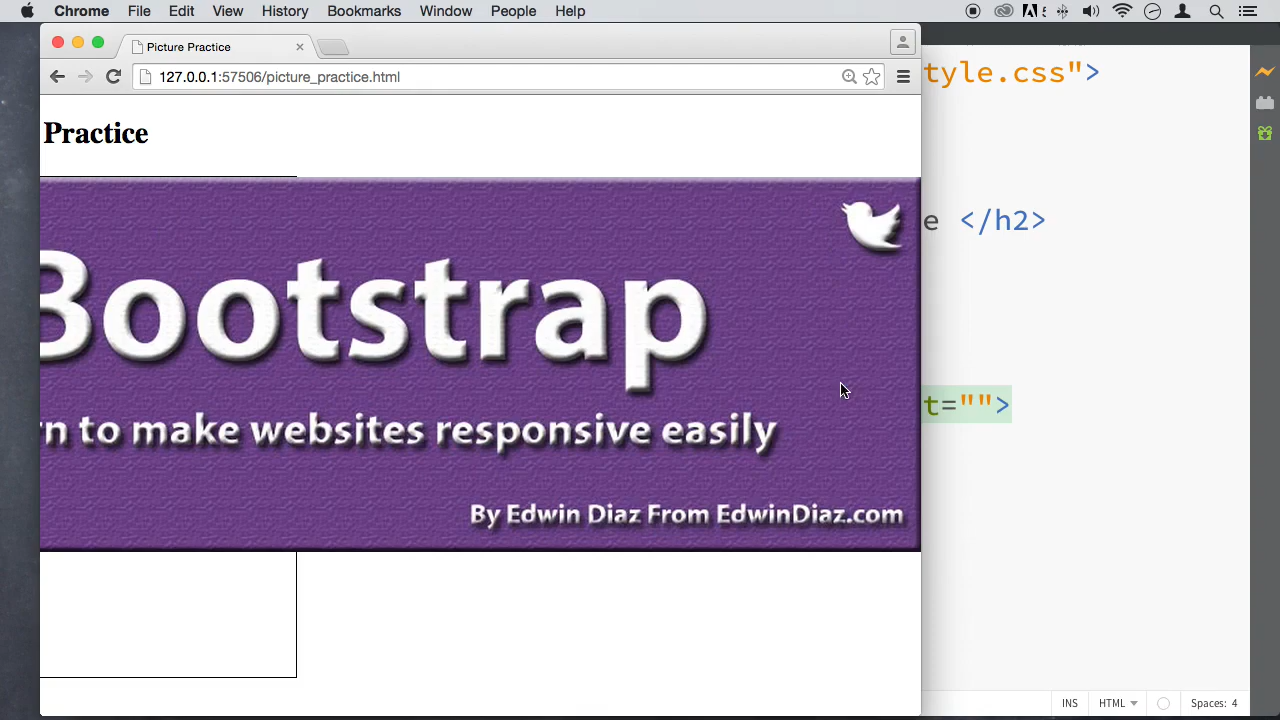 Chrome File Edit View History Bookmarks Window People Help
Picture Practice
127.0.0.1:57506/picture_practice.html
Practice
Bootstrap
rn to make websites responsive easily
By Edwin Diaz From EdwinDiaz.com
tyle.css">
e </h2>
t="">
INS HTML Spaces: 4